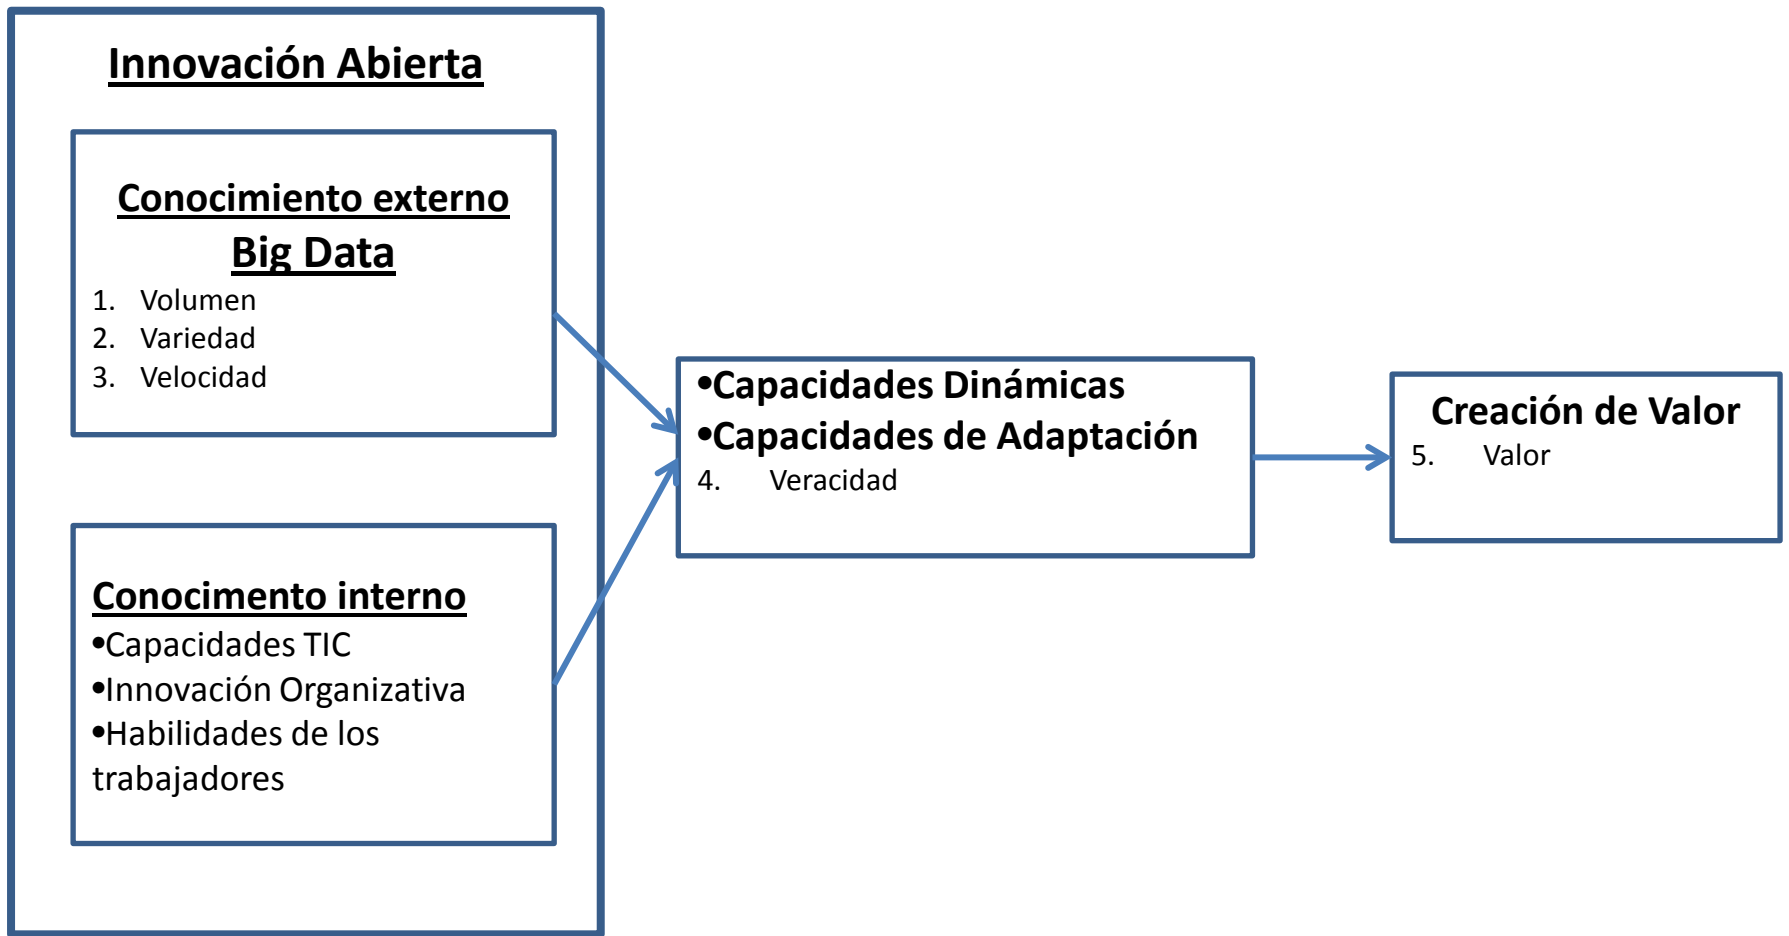 Innovación Abierta
Conocimiento externo
Big Data
1. Volumen
2. Variedad
3. Velocidad
Conocimento interno
•Capacidades TIC
•Innovación Organizativa
•Habilidades de los
trabajadores
•Capacidades Dinámicas
•Capacidades de Adaptación
4. Veracidad
Creación de Valor
5. Valor